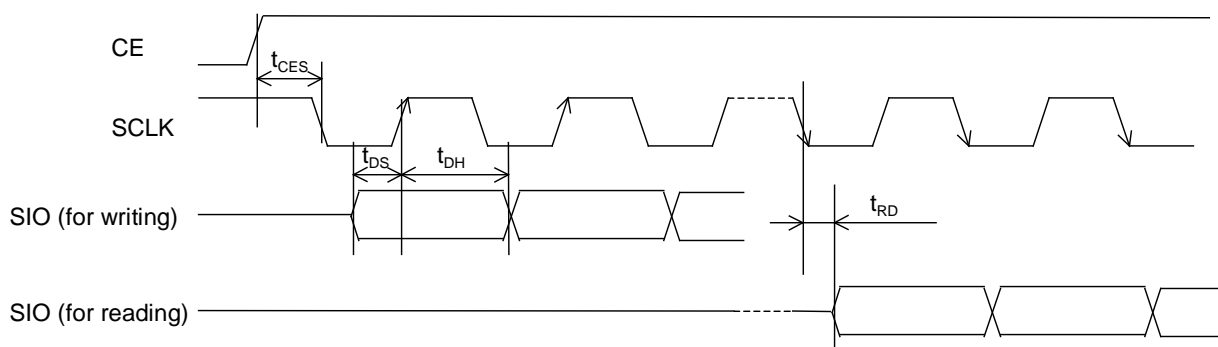 CE
tCES
SCLK
tDS
tDH
SIO (for writing)
tRD
SIO (for reading)